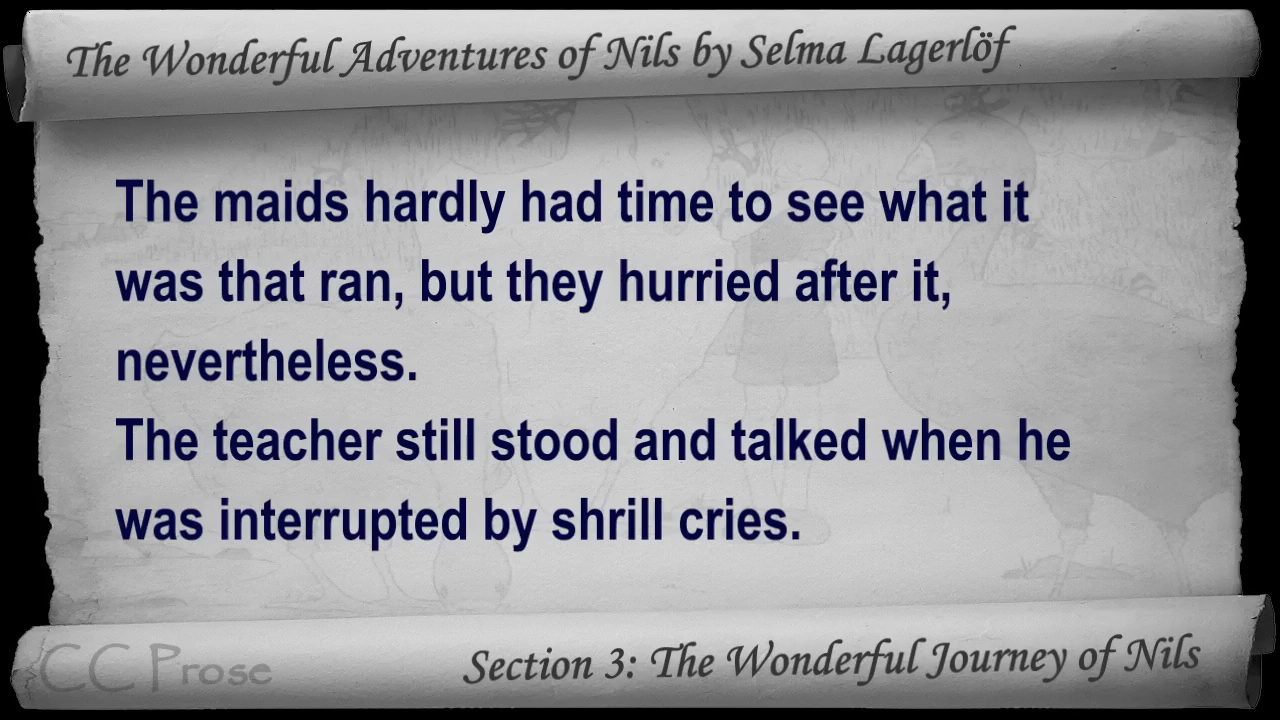 The Wonderful Adventures of Nils by Selma Lagerlöf
The maids hardly had time to see what it
was that ran, but they hurried after it,
nevertheless.
The teacher still stood and talked when he
was interrupted by shrill cries.
CC Prose
Section 3: The Wonderful Journey of Nils